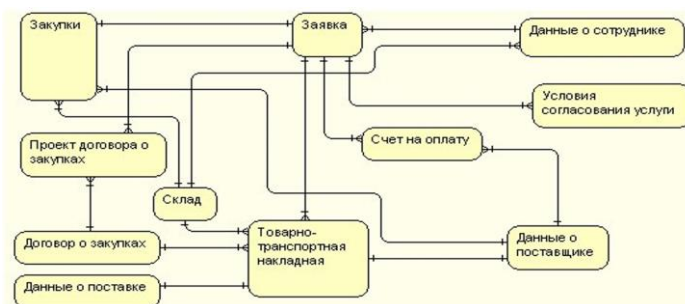 Закупки
Заявка
Данные о сотруднике
Условия
согласования услуги
Счет на оплату
Проект договора о
закупках
Склад
Товарно-
транспортная
накладная
Данные о
поставщике
Договор о закупках
Данные о поставке